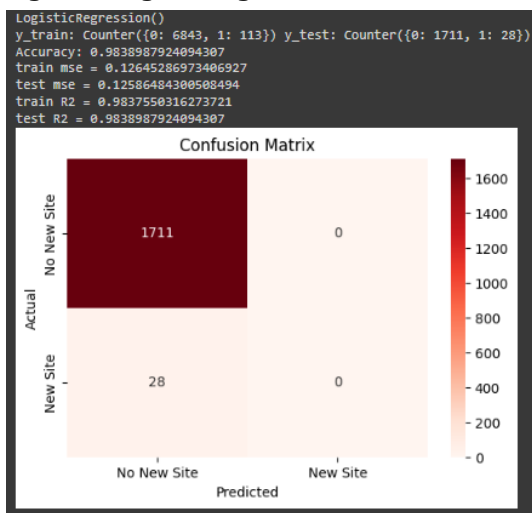 LogisticRegression()
y_train: Counter({0: 6843, 1: 113}) y_test: Counter({0: 1711, 1: 28})
Accuracy: 0.9838987924094307
train mse = 0.12645286973406927
test mse = 0.12586484300508494
train R2 = 0.9837550316273721
test R2 = 0.9838987924094307
Confusion Matrix
No New Site
1711
0
New Site
28
0
Actual
No New Site
New Site
Predicted
1600
1400
1200
1000
800
600
400
200
0